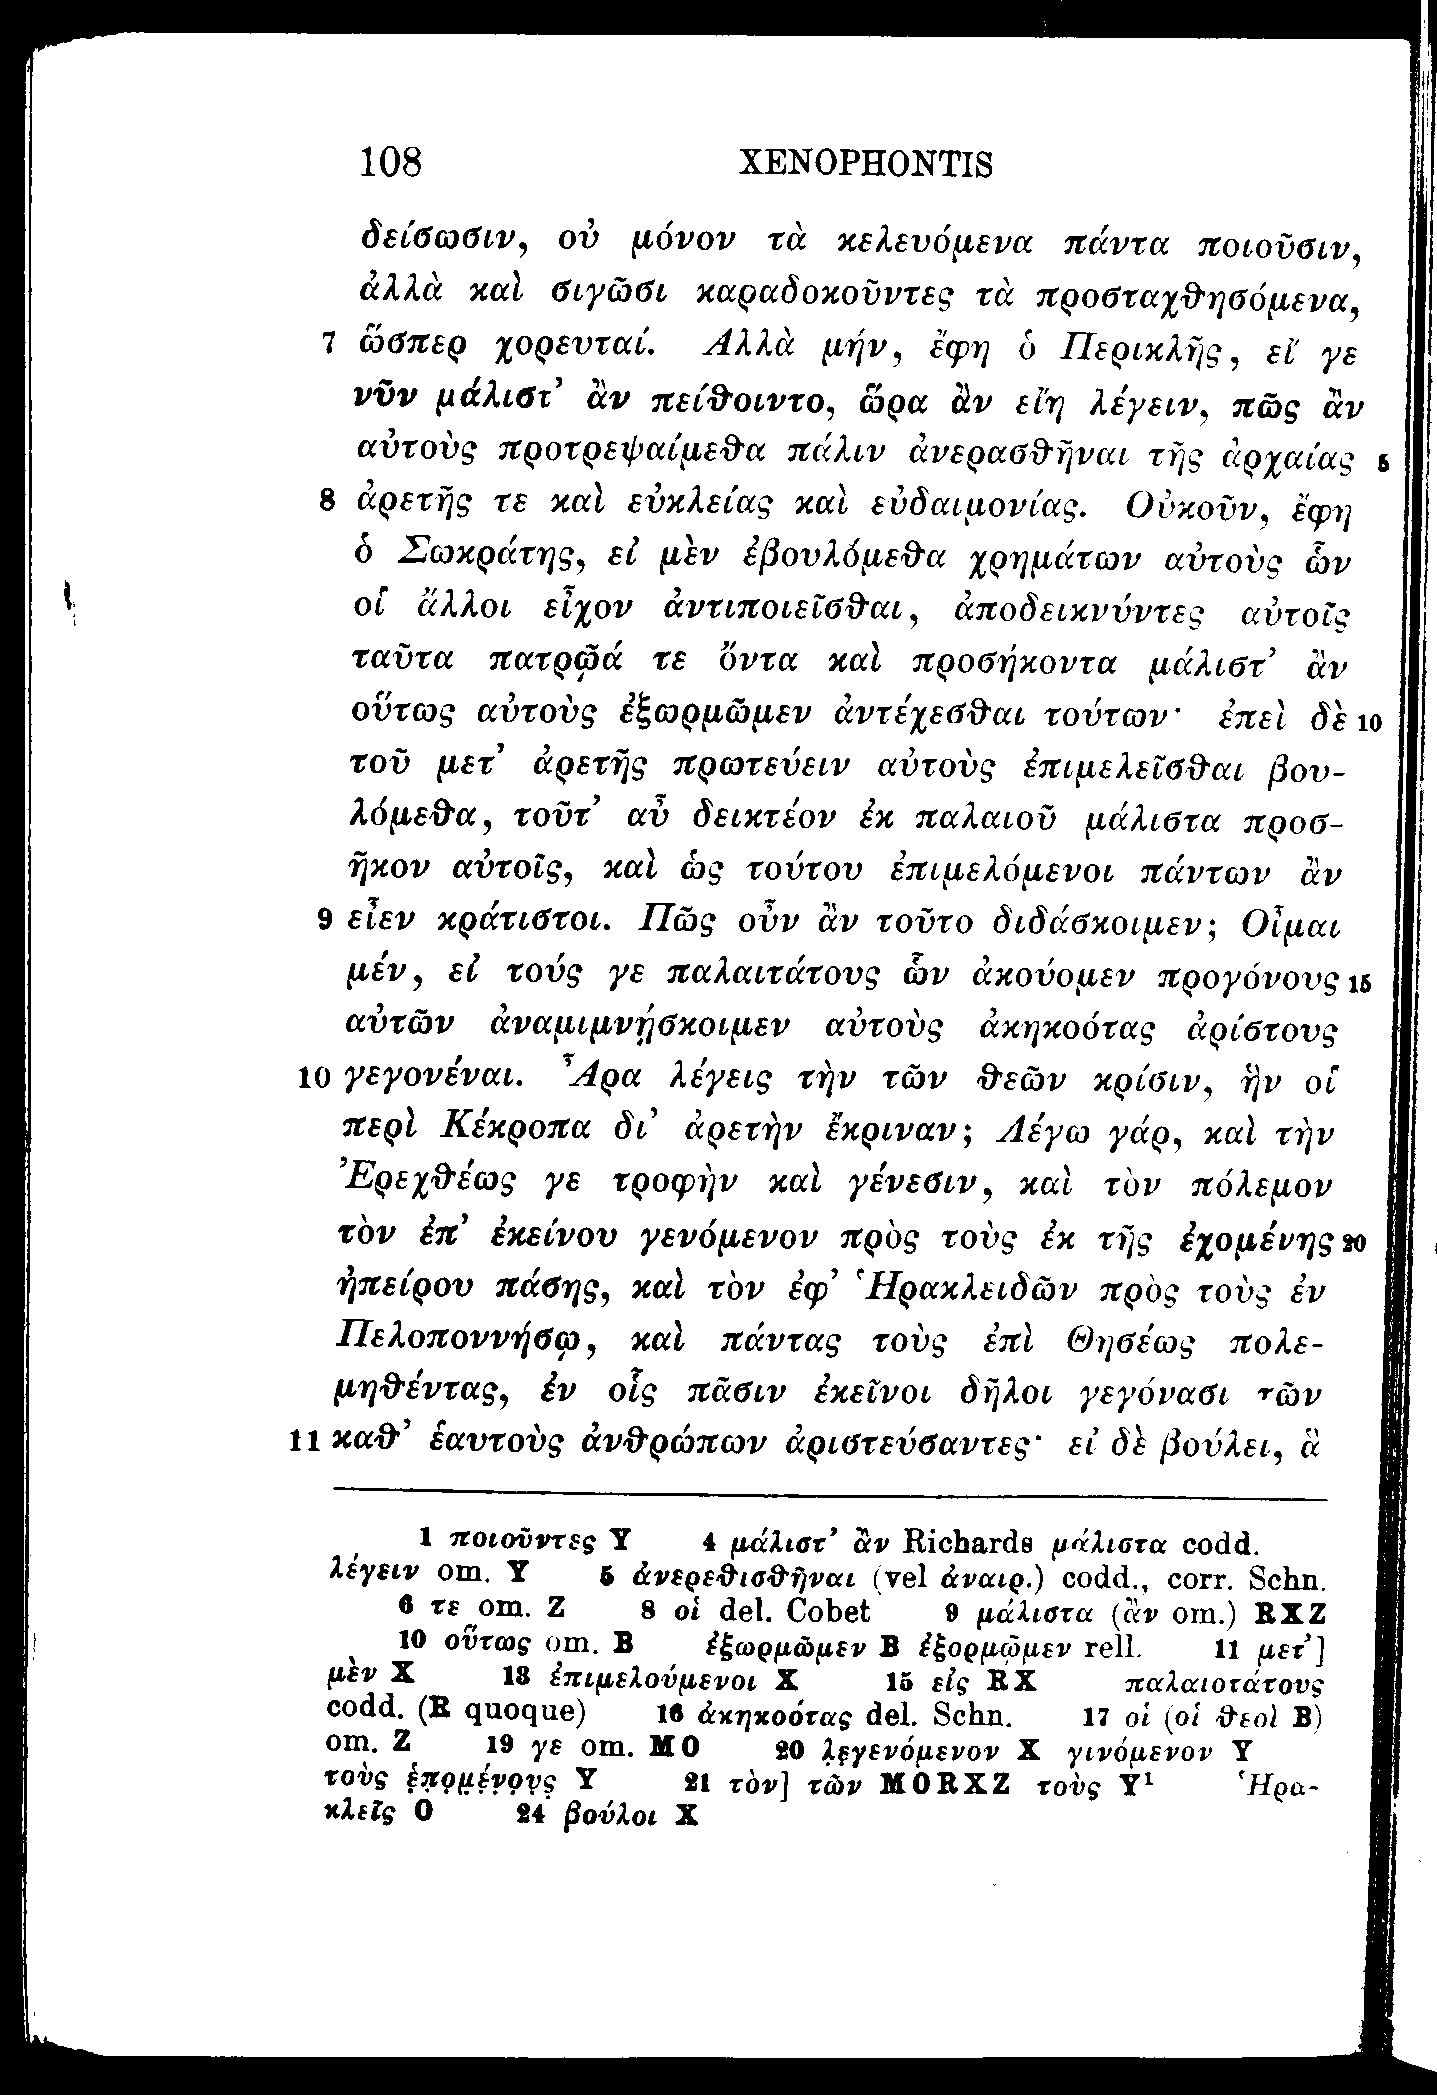 108 XENOPHONTIS
δείσωσιν, οὐ μόνον τὰ κελευόμενα πάντα ποιοῦσιν,
ἀλλὰ καὶ σιγῶσι καραδοκοῦντες τὰ προσταχθησόμενα,
7 ὥσπερ χορευταί. Ἀλλὰ μήν, ἔφη ὁ Περικλῆς, εἴ γε
νῦν μάλιστ’ ἂν πείθοιντο, ὥρα ἂν εἴη λέγειν, πῶς ἂν
αὐτοὺς προτρεψαίμεθα πάλιν ἀνερασθῆναι τῆς ἀρχαίας 5
8 ἀρετῆς τε καὶ εὐκλείας καὶ εὐδαιμονίας. Οὐκοῦν, ἔφη
ὁ Σωκράτης, εἰ μὲν ἐβουλόμεθα χρημάτων αὐτοὺς ὧν
οἱ ἄλλοι εἶχον ἀντιποιεῖσθαι, ἀποδεικνύντες αὐτοῖς
ταῦτα πατρῷά τε ὄντα καὶ προσήκοντα μάλιστ’ ἂν
οὕτως αὐτοὺς ἐξωρμῶμεν ἀντέχεσθαι τούτων· ἐπεὶ δὲ 10
τοῦ μετ’ ἀρετῆς πρωτεύειν αὐτοὺς ἐπιμελεῖσθαι βου-
λόμεθα, τοῦτ’ αὖ δεικτέον ἐκ παλαιοῦ μάλιστα προσ-
ῆκον αὐτοῖς, καὶ ὡς τούτου ἐπιμελόμενοι πάντων ἂν
9 εἶεν κράτιστοι. Πῶς οὖν ἂν τοῦτο διδάσκοιμεν; Οἶμαι
μέν, εἰ τούς γε παλαιτάτους ὧν ἀκούομεν προγόνους 15
αὐτῶν ἀναμιμνῄσκοιμεν αὐτοὺς ἀκηκοότας ἀρίστους
10 γεγονέναι. Ἆρα λέγεις τὴν τῶν θεῶν κρίσιν, ἣν οἱ
περὶ Κέκροπα δι’ ἀρετὴν ἔκριναν; Λέγω γάρ, καὶ τὴν
Ἐρεχθέως γε τροφὴν καὶ γένεσιν, καὶ τὸν πόλεμον
τὸν ἐπ’ ἐκείνου γενόμενον πρὸς τοὺς ἐκ τῆς ἐχομένης 20
ἠπείρου πάσης, καὶ τὸν ἐφ’ Ἡρακλειδῶν πρὸς τοὺς ἐν
Πελοποννήσῳ, καὶ πάντας τοὺς ἐπὶ Θησέως πολε-
μηθέντας, ἐν οἷς πᾶσιν ἐκεῖνοι δῆλοι γεγόνασι τῶν
11 καθ’ ἑαυτοὺς ἀνθρώπων ἀριστεύσαντες· εἰ δὲ βούλει, ἃ
1 ποιοῦντες Y 4 μάλιστ’ ἂν Richards μάλιστα codd.
λέγειν om. Y 5 ἀνερεθισθῆναι (vel ἀναιρ.) codd., corr. Schn.
6 τε om. Z 8 οἱ del. Cobet 9 μάλιστα (ἂν om.) RXZ
10 οὕτως om. B ἐξωρμῶμεν B ἐξορμῷμεν rell. 11 μετ’]
μὲν X 13 ἐπιμελούμενοι X 15 εἰς RX παλαιοτάτους
codd. (R quoque) 16 ἀκηκοότας del. Schn. 17 οἱ (οἱ θεοὶ B)
om. Z 19 γε om. MO 20 λεγενόμενον X γινόμενον Y
τοὺς ἑπομένους Y 21 τὸν] τῶν MORXZ τοὺς Y¹ Ἡρα-
κλεῖς O 24 βούλοι X